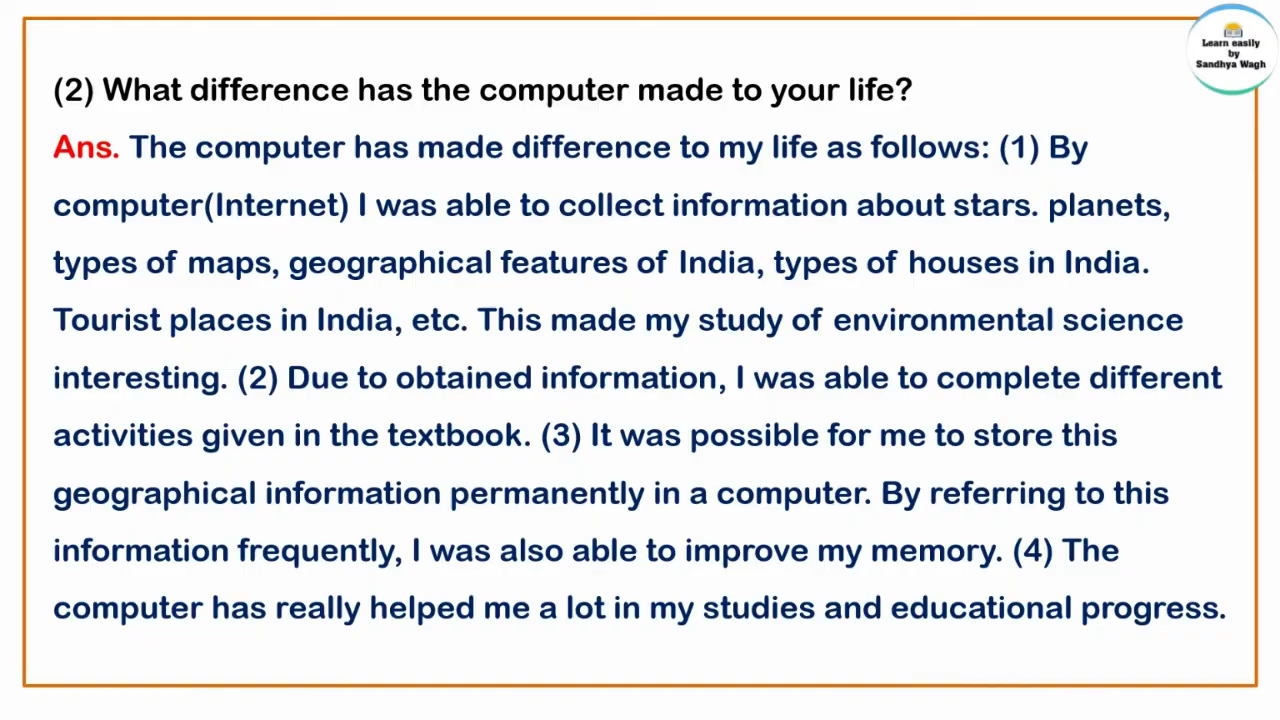 Learn easily
by
Sandhya Wagh
(2) What difference has the computer made to your life?
Ans. The computer has made difference to my life as follows: (1) By
computer(Internet) I was able to collect information about stars. planets,
types of maps, geographical features of India, types of houses in India.
Tourist places in India, etc. This made my study of environmental science
interesting. (2) Due to obtained information, I was able to complete different
activities given in the textbook. (3) It was possible for me to store this
geographical information permanently in a computer. By referring to this
information frequently, I was also able to improve my memory. (4) The
computer has really helped me a lot in my studies and educational progress.